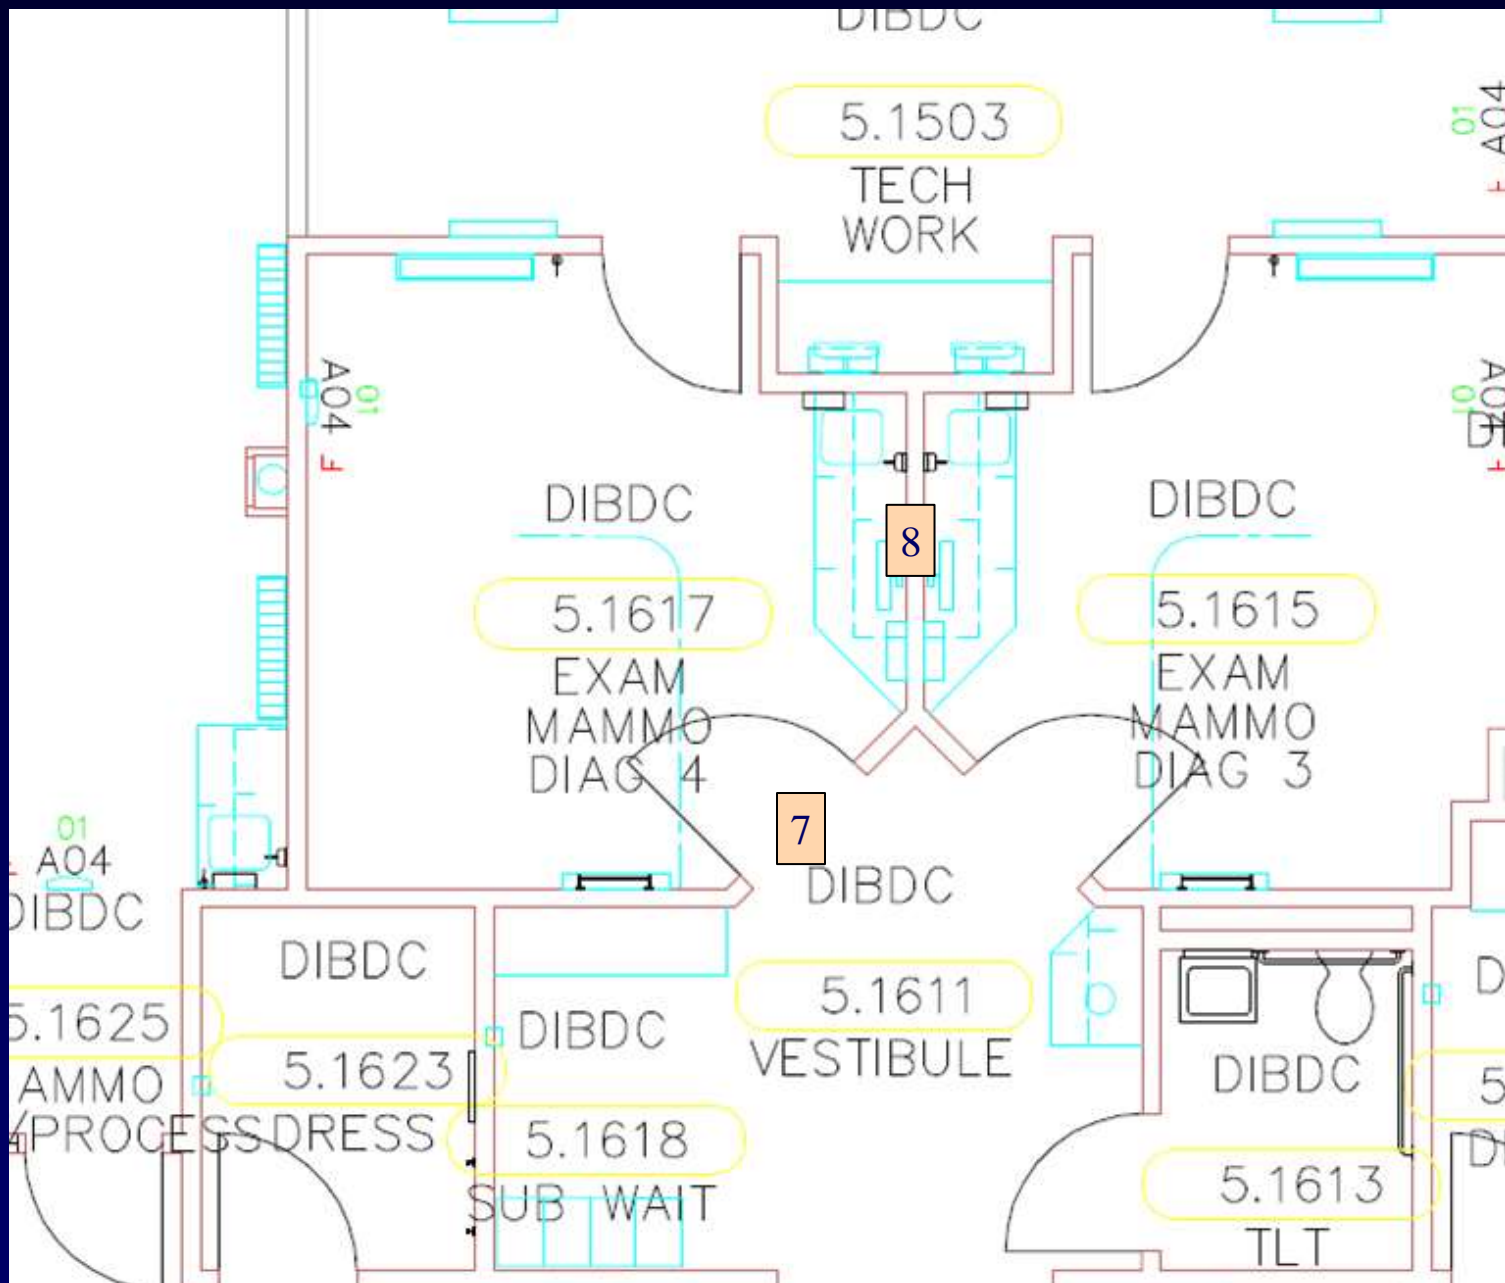 DIBDC
5.1503
TECH
WORK
01
A04
F
A04
01
F
01
DIBDC
5.1617
EXAM
MAMMO
DIAG 4
8
DIBDC
5.1615
EXAM
MAMMO
DIAG 3
7
01
A04
DIBDC
DIBDC
5.1611
VESTIBULE
DIBDC
5.1625
AMMO
/PROCESS
DIBDC
5.1623
DRESS
DIBDC
5.1618
SUB WAIT
DIBDC
5.1613
TLT